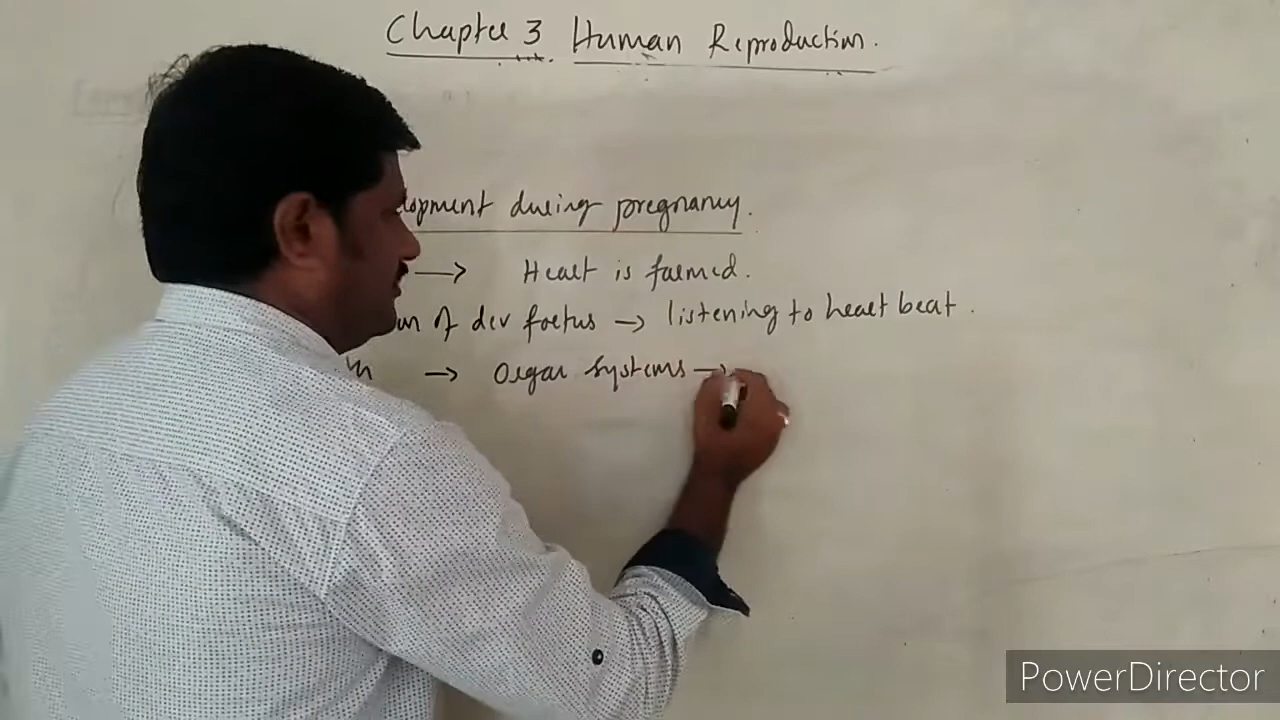 Chapter 3 Human Reproduction.
lopment during pregnancy.
→ Heart is formed.
of dev foetus → listening to heart beat.
→ Organ systems →
PowerDirector